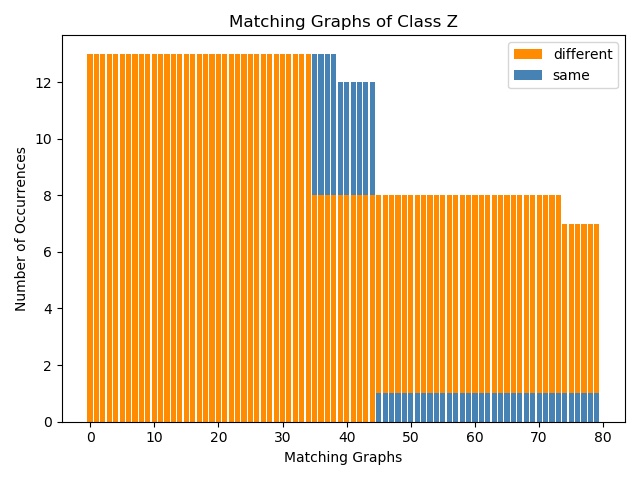 Matching Graphs of Class Z
different
same
Number of Occurrences
12
10
8
6
4
2
0
0 10 20 30 40 50 60 70 80
Matching Graphs